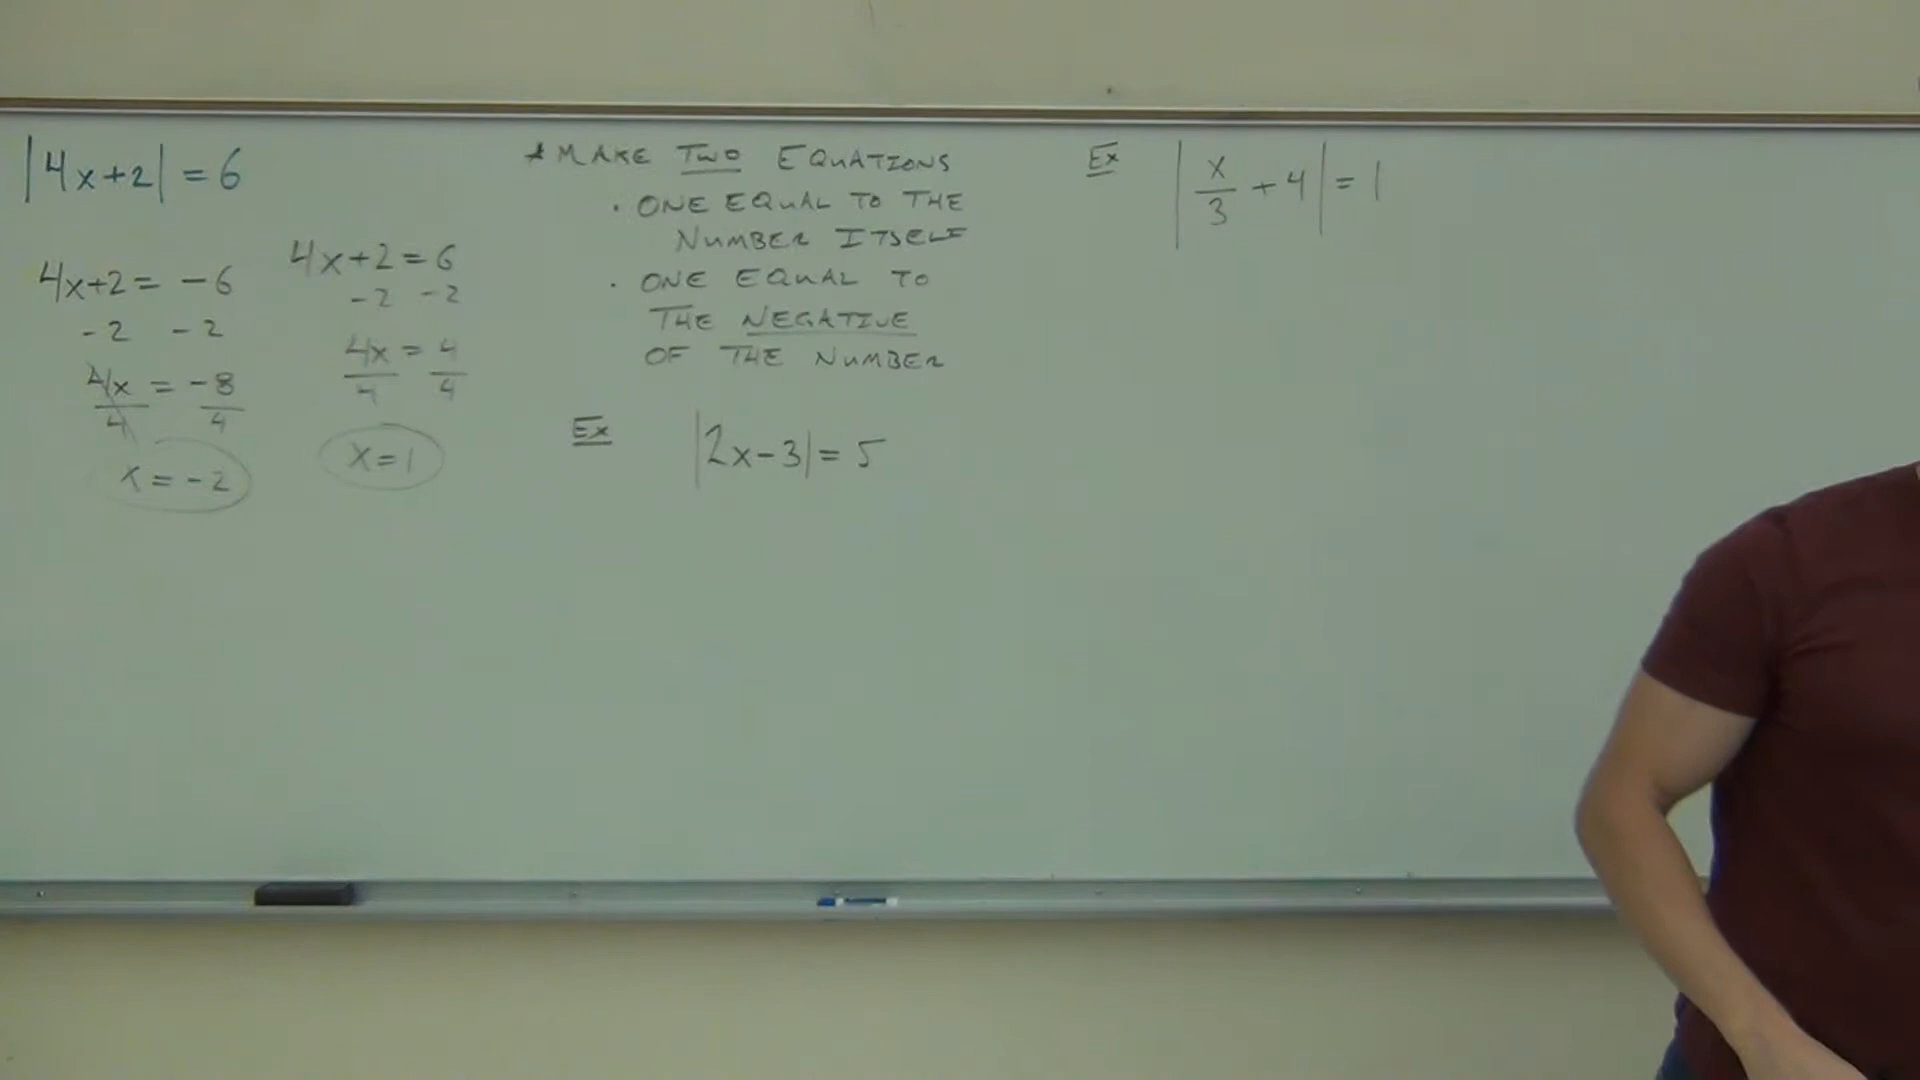 |4x+2| = 6
4x+2 = -6
-2 -2
4x = -8
4 4
x = -2
4x+2 = 6
-2 -2
4x = 4
4 4
x = 1
* MAKE TWO EQUATIONS
· ONE EQUAL TO THE
NUMBER ITSELF
· ONE EQUAL TO
THE NEGATIVE
OF THE NUMBER
Ex |2x-3| = 5
Ex |x/3 + 4| = 1